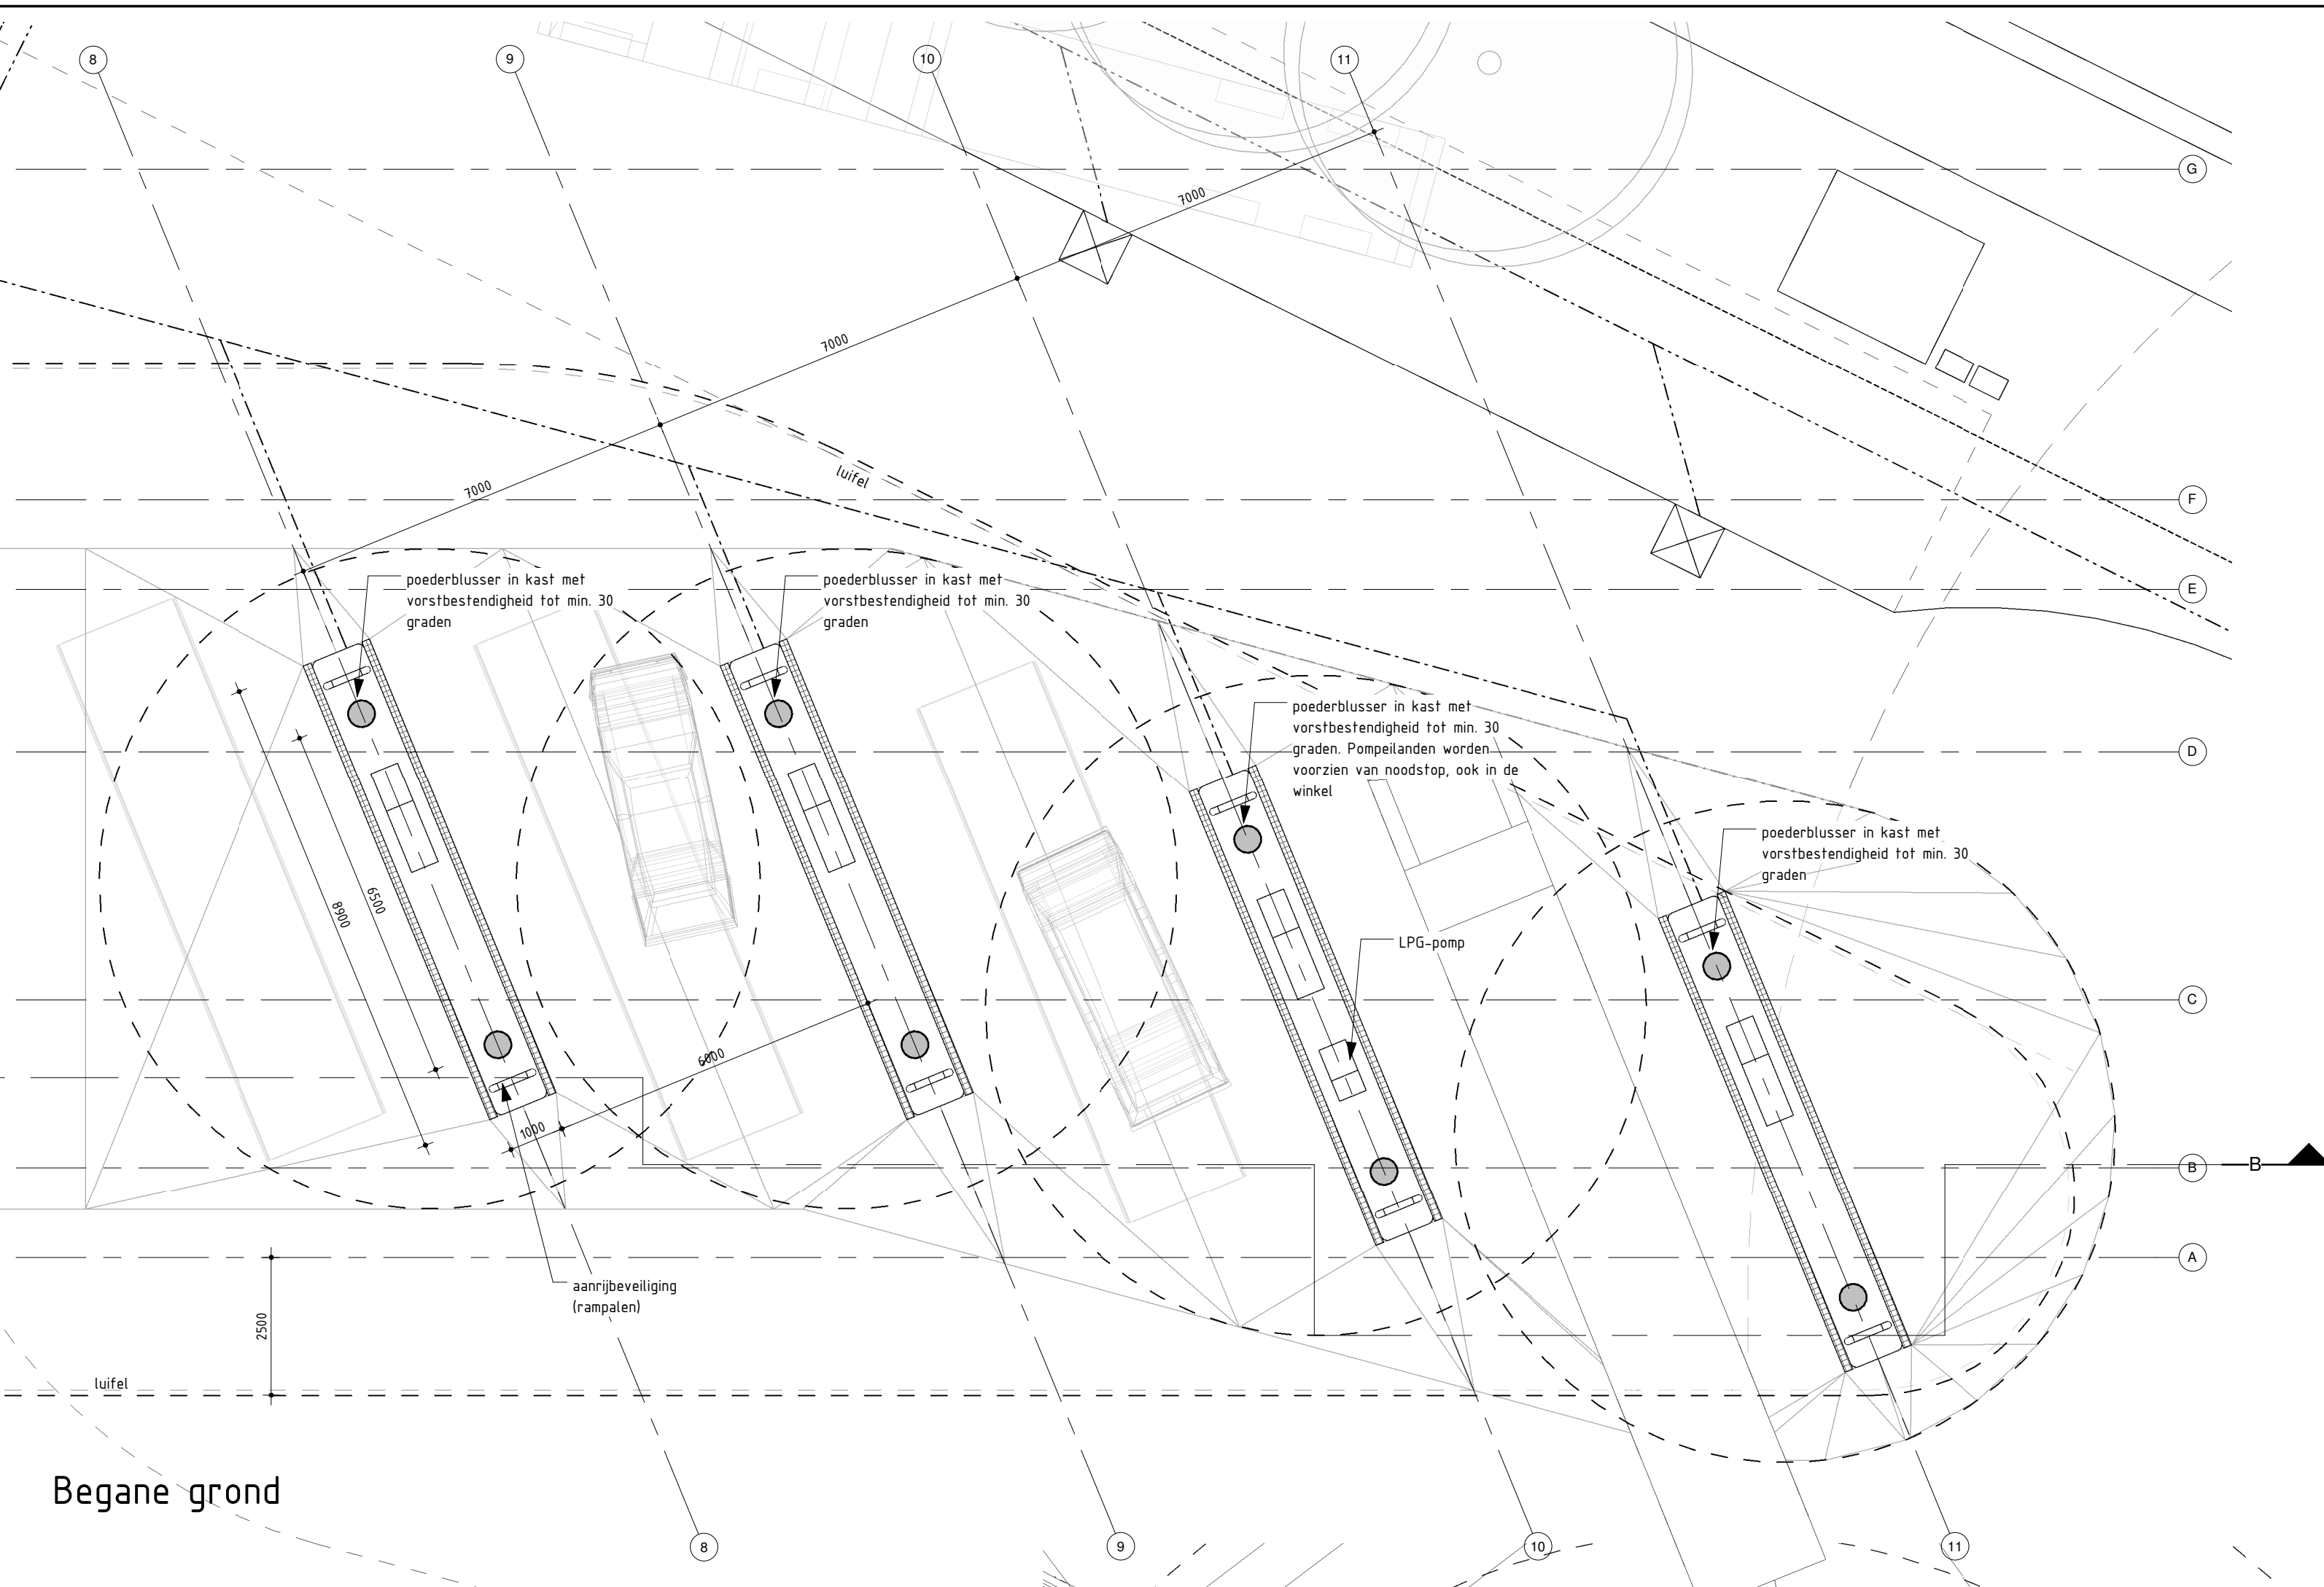 8
9
10
11
G
7000
7000
luifel
7000
F
E
poederblusser in kast met
vorstbestendigheid tot min. 30
graden
poederblusser in kast met
vorstbestendigheid tot min. 30
graden
poederblusser in kast met
vorstbestendigheid tot min. 30
graden. Pompeilanden worden
voorzien van noodstop, ook in de
winkel
D
poederblusser in kast met
vorstbestendigheid tot min. 30
graden
6500
8900
LPG-pomp
C
6000
1000
B
B
A
aanrijbeveiliging
(rampalen)
2500
luifel
Begane grond
8
9
10
11